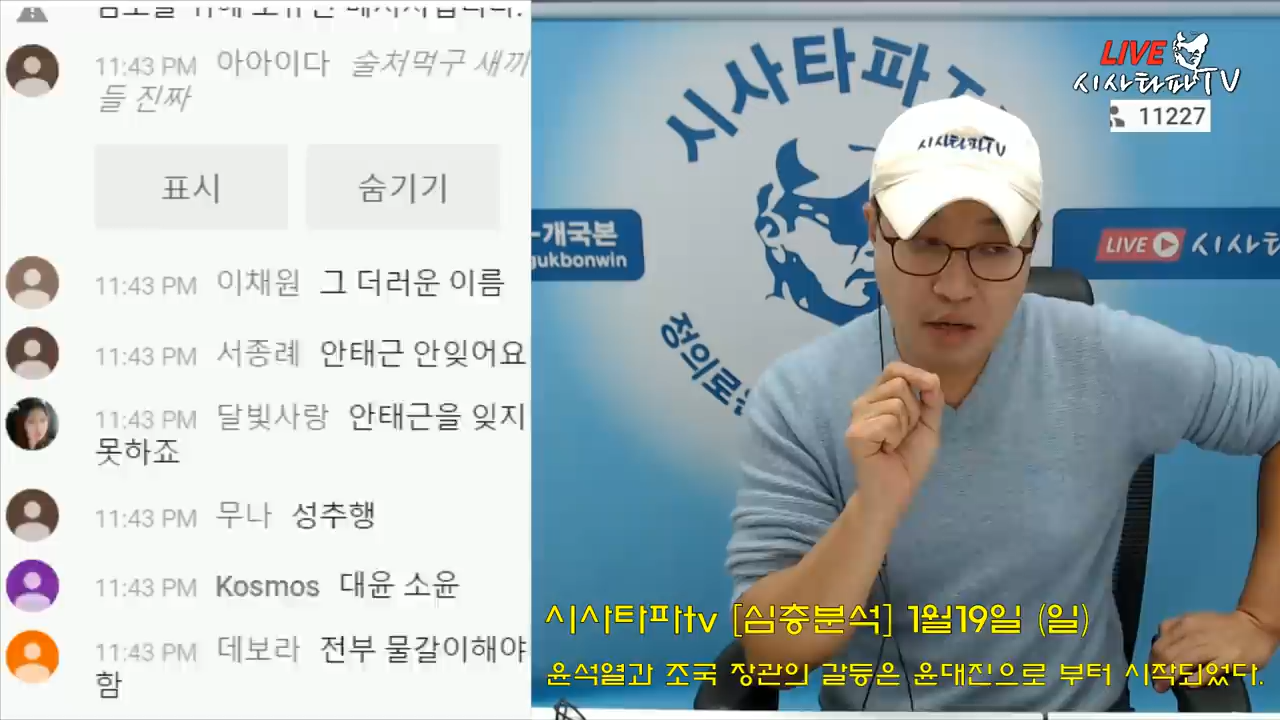 11:43 PM 아아이다 술처먹구 새끼
들 진짜
표시 숨기기
11:43 PM 이채원 그 더러운 이름
11:43 PM 서종례 안태근 안잊어요
11:43 PM 달빛사랑 안태근을 잊지
못하죠
11:43 PM 무나 성추행
11:43 PM Kosmos 대윤 소윤
11:43 PM 데보라 전부 물갈이해야
함
시사타파
LIVE
시사타파TV
11227
시사타파TV
-개국본
gukbonwin
LIVE 시사
정의로
시사타파tv [심층분석] 1월19일 (일)
윤석열과 조국 장관의 갈등은 윤대진으로 부터 시작되었다.